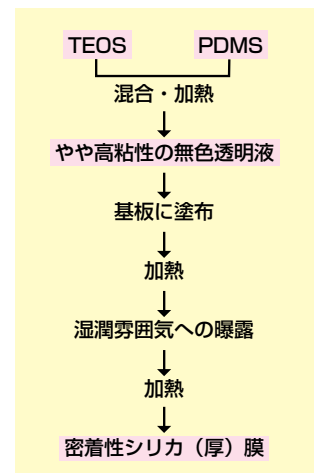 TEOS PDMS
混合・加熱
やや高粘性の無色透明液
基板に塗布
加熱
湿潤雰囲気への曝露
加熱
密着性シリカ（厚）膜